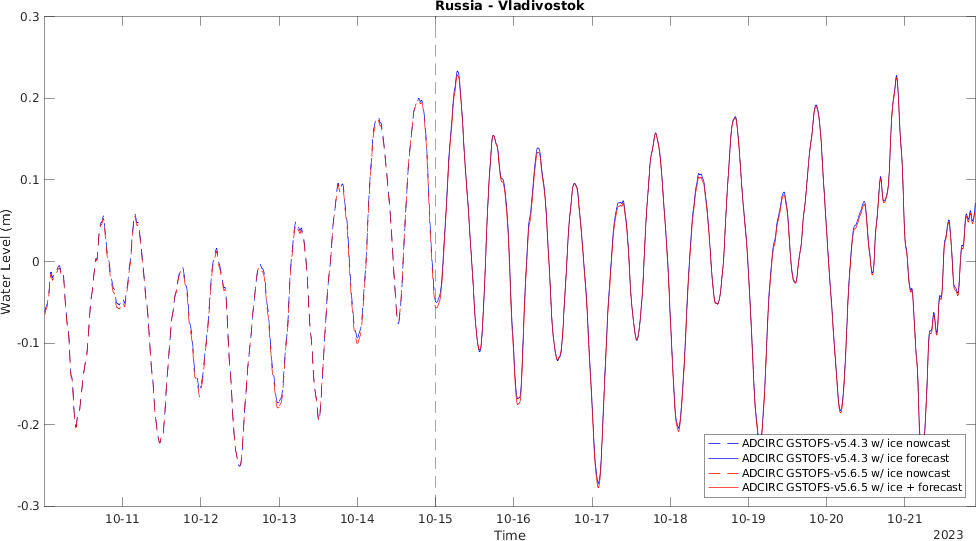 Russia - Vladivostok
0.3
0.2
0.1
0
-0.1
-0.2
-0.3
Water Level (m)
10-11 10-12 10-13 10-14 10-15 10-16 10-17 10-18 10-19 10-20 10-21
Time
2023
ADCIRC GSTOFS-v5.4.3 w/ ice nowcast
ADCIRC GSTOFS-v5.4.3 w/ ice forecast
ADCIRC GSTOFS-v5.6.5 w/ ice nowcast
ADCIRC GSTOFS-v5.6.5 w/ ice + forecast